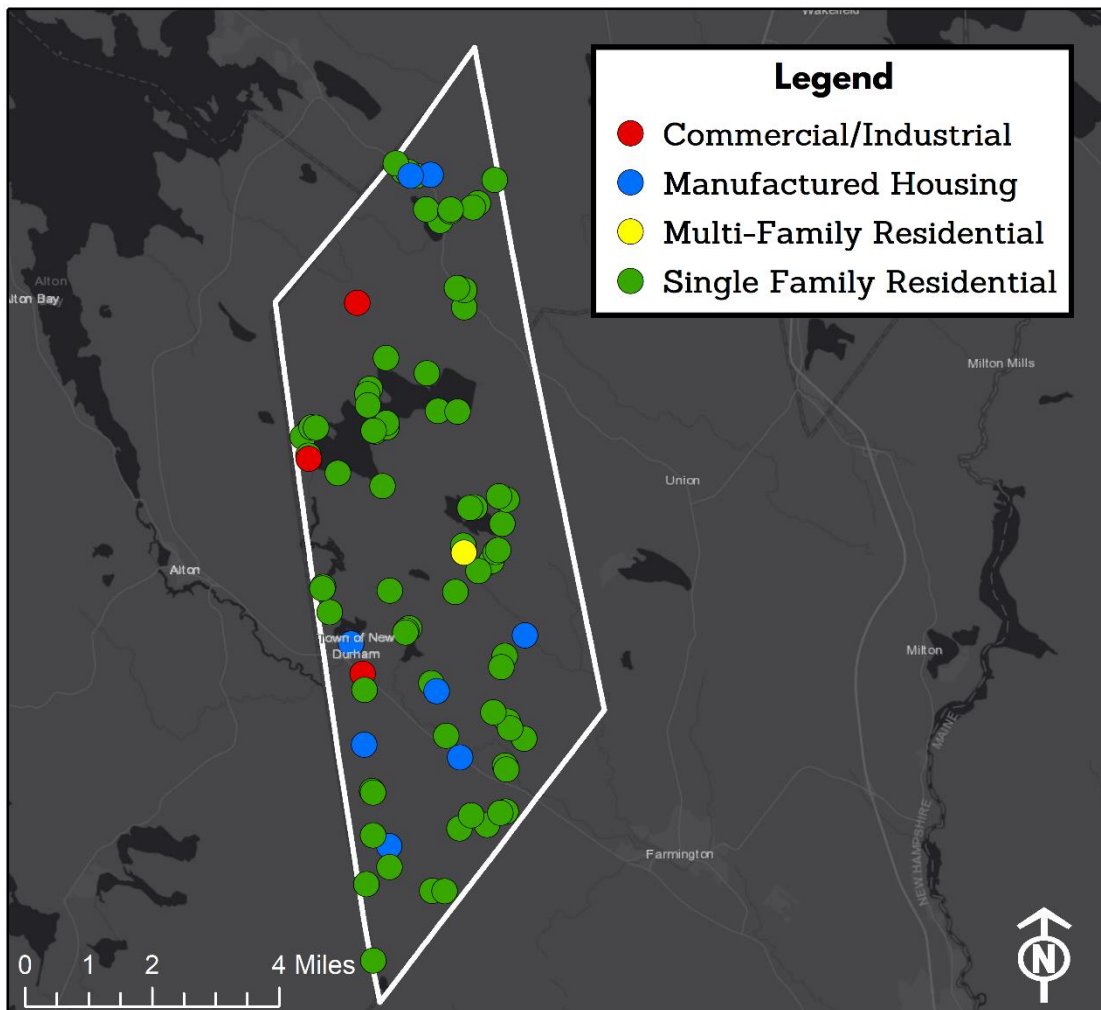 Wakefield
Legend
Commercial/Industrial
Manufactured Housing
Multi-Family Residential
Single Family Residential
Alton
Alton Bay
Milton Mills
Union
Alton
Town of New
Durham
Milton
MAINE
NEW HAMPSHIRE
Farmington
0 1 2 4 Miles
N